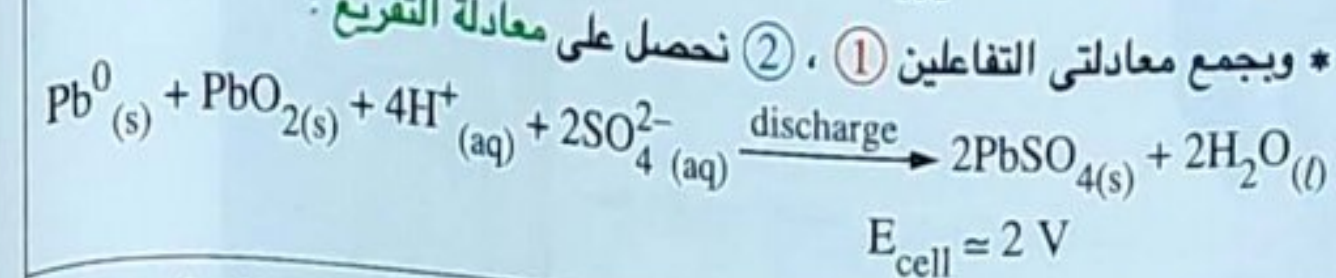 * وبجمع معادلتى التفاعلين ① ، ② نحصل على معادلة التفريغ .
Pb⁰(s) + PbO₂(s) + 4H⁺(aq) + 2SO₄²⁻(aq) discharge → 2PbSO₄(s) + 2H₂O(l)
E cell ≃ 2 V